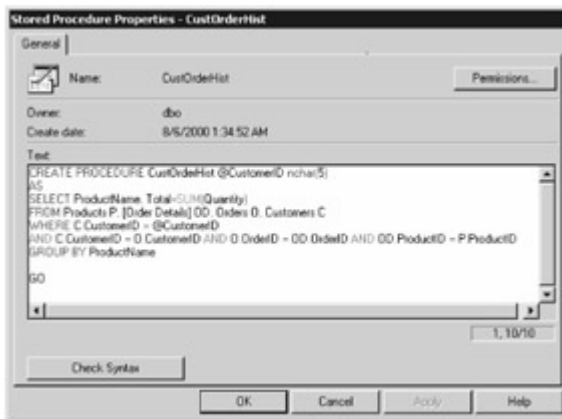 Stored Procedure Properties - CustOrderHist
General
Name: CustOrderHist Permissions...
Owner: dbo
Create date: 8/6/2000 1:34:52 AM
Text:
CREATE PROCEDURE CustOrderHist @CustomerID nchar(5)
AS
SELECT ProductName, Total=SUM(Quantity)
FROM Products P, [Order Details] OD, Orders O, Customers C
WHERE C.CustomerID = @CustomerID
AND C.CustomerID = O.CustomerID AND O.OrderID = OD.OrderID AND OD.ProductID = P.ProductID
GROUP BY ProductName
GO
1, 10/10
Check Syntax
OK Cancel Apply Help